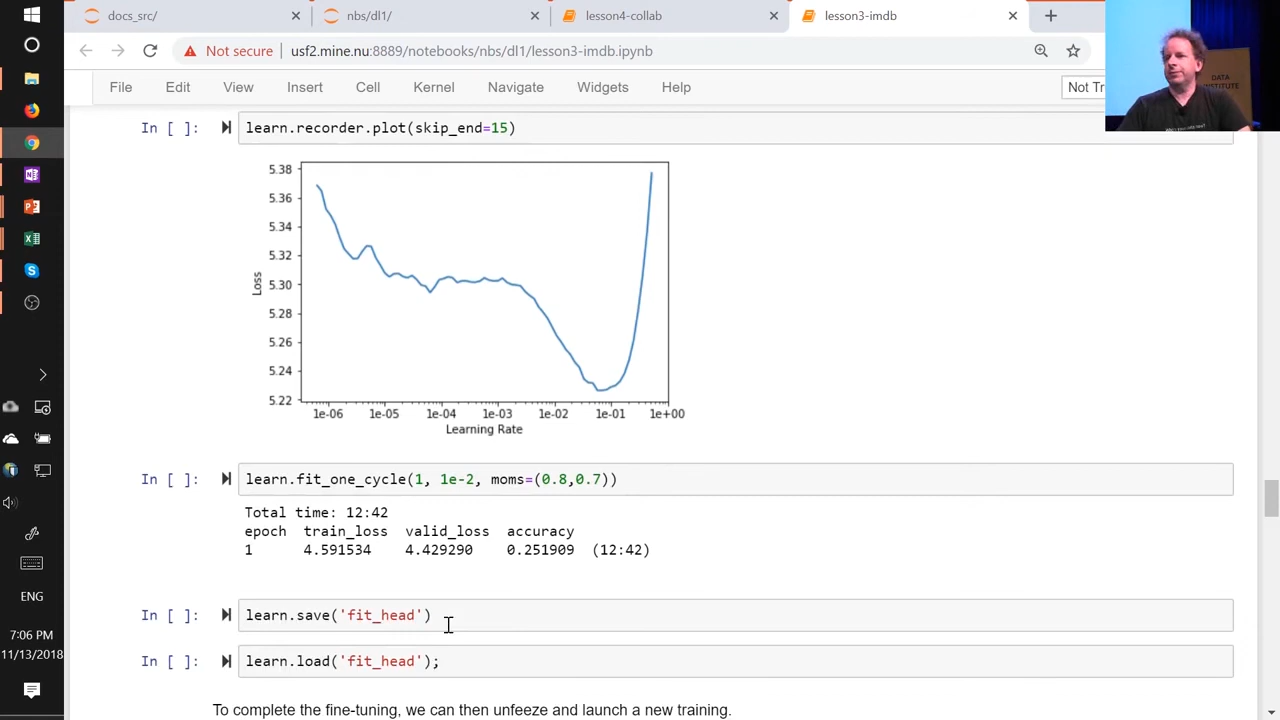 docs_src/
nbs/dl1/
lesson4-collab
lesson3-imdb
Not secure
usf2.mine.nu:8889/notebooks/nbs/dl1/lesson3-imdb.ipynb
File Edit View Insert Cell Kernel Navigate Widgets Help
Not Tr
DATA
INSTITUTE
In [ ]: learn.recorder.plot(skip_end=15)
5.38
5.36
5.34
5.32
5.30
5.28
5.26
5.24
5.22
Loss
1e-06 1e-05 1e-04 1e-03 1e-02 1e-01 1e+00
Learning Rate
In [ ]: learn.fit_one_cycle(1, 1e-2, moms=(0.8,0.7))
Total time: 12:42
epoch train_loss valid_loss accuracy
1 4.591534 4.429290 0.251909 (12:42)
In [ ]: learn.save('fit_head')
In [ ]: learn.load('fit_head');
To complete the fine-tuning, we can then unfreeze and launch a new training.
ENG
7:06 PM
11/13/2018